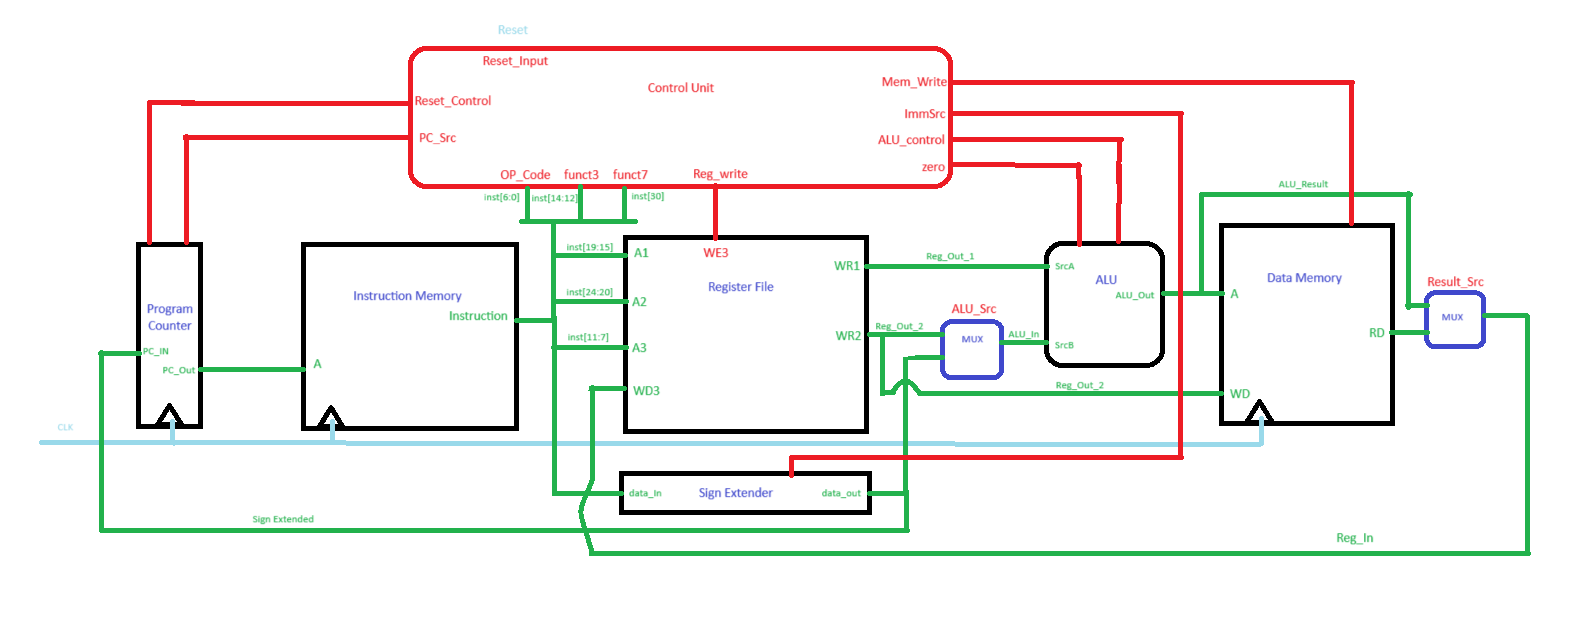 Reset
Reset_Input
Control Unit
Mem_Write
Reset_Control
ImmSrc
PC_Src
ALU_control
zero
OP_Code
funct3
funct7
Reg_write
inst[6:0]
inst[14:12]
inst[30]
ALU_Result
inst[19:15]
A1
WE3
Register File
WR1
Reg_Out_1
SrcA
ALU
ALU_Out
Data Memory
A
Result_Src
MUX
RD
Instruction Memory
Instruction
Program
Counter
inst[24:20]
A2
ALU_Src
Reg_Out_2
WR2
MUX
ALU_In
SrcB
inst[11:7]
A3
PC_IN
PC_Out
A
WD3
Reg_Out_2
WD
CLK
data_In
Sign Extender
data_out
Sign Extended
Reg_In